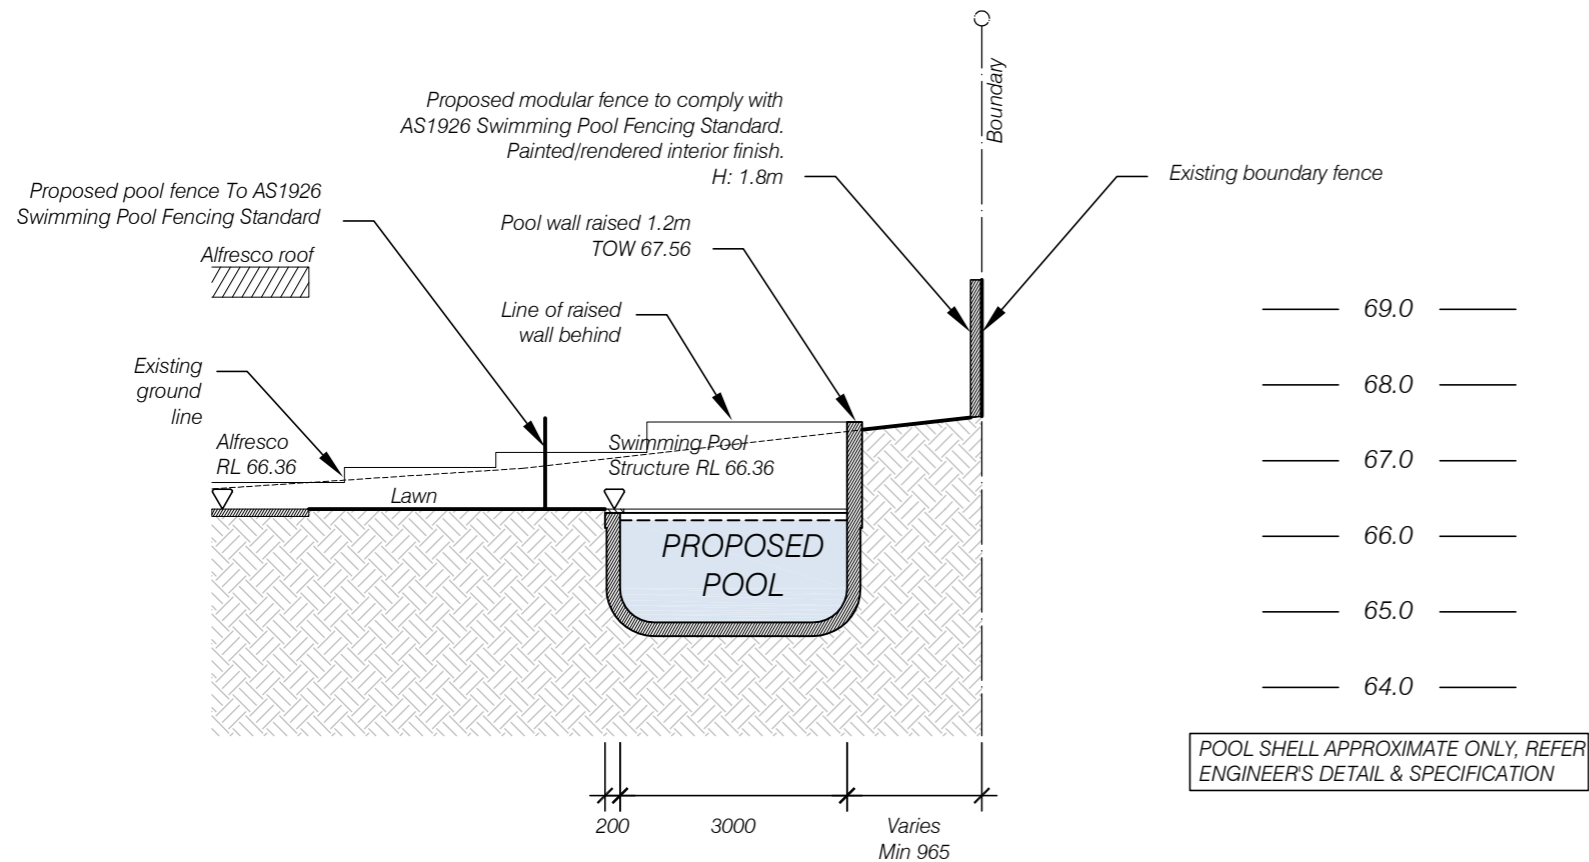 Boundary
Proposed modular fence to comply with
AS1926 Swimming Pool Fencing Standard.
Painted/rendered interior finish.
H: 1.8m
Existing boundary fence
Proposed pool fence To AS1926
Swimming Pool Fencing Standard
Pool wall raised 1.2m
TOW 67.56
Alfresco roof
Line of raised
wall behind
Existing
ground
line
Alfresco
RL 66.36
Swimming Pool
Structure RL 66.36
Lawn
PROPOSED
POOL
69.0
68.0
67.0
66.0
65.0
64.0
POOL SHELL APPROXIMATE ONLY, REFER
ENGINEER'S DETAIL & SPECIFICATION
200
3000
Varies
Min 965